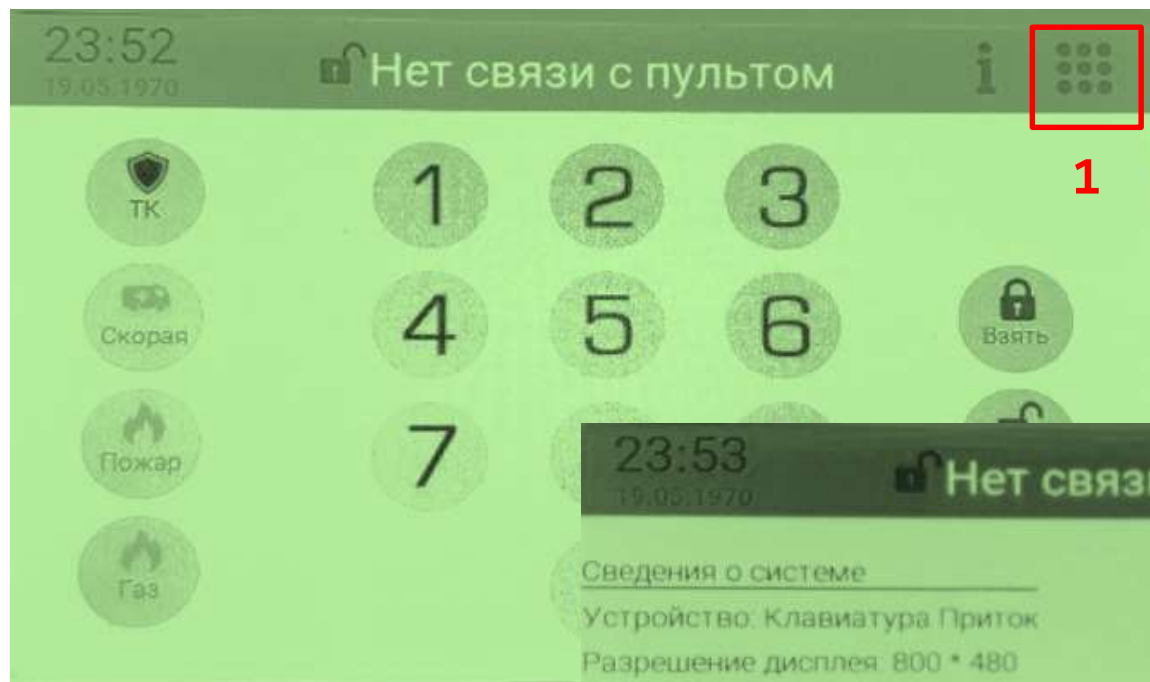 23:52
19.05.1970
Нет связи с пультом
i
1
ТК
1
2
3
Скорая
4
5
6
Взять
Пожар
7
Газ
23:53
19.05.1970
Нет связи
Сведения о системе
Устройство: Клавиатура Приток
Разрешение дисплея: 800 * 480